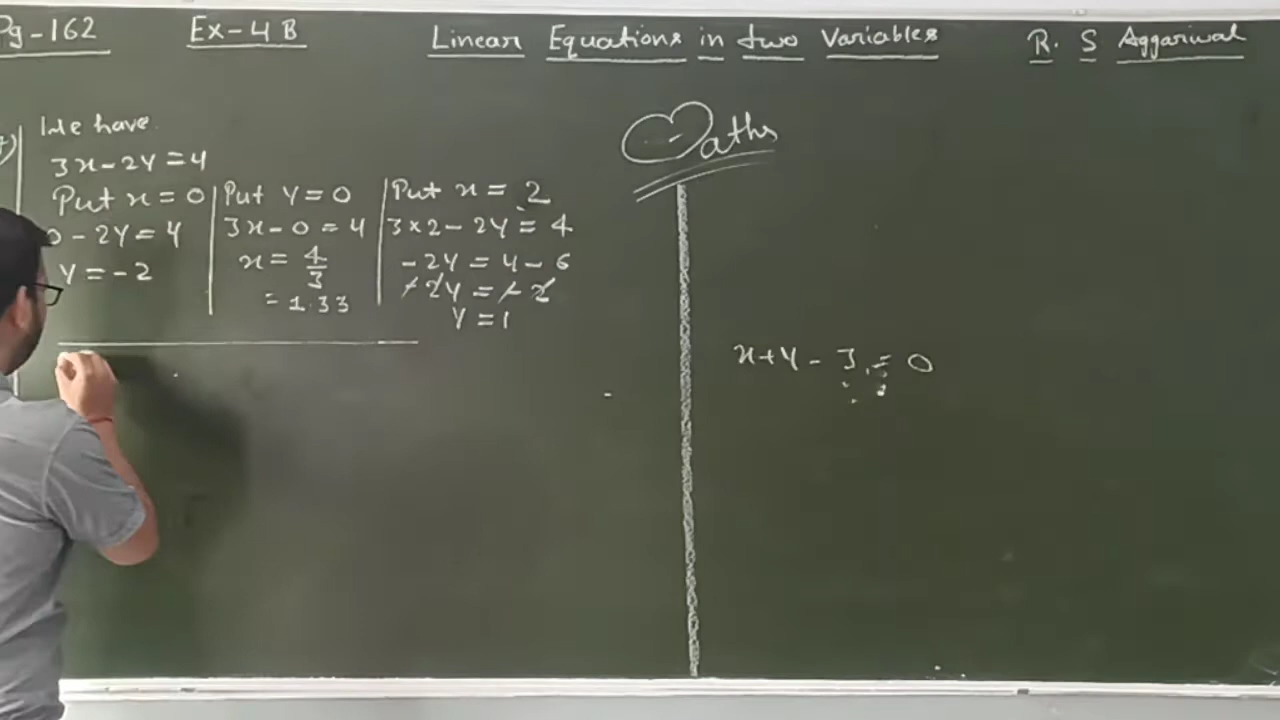 Pg-162 Ex-4B Linear Equations in two Variables R. S Aggarwal
We have.
3x-2y=4
Put x=0
0-2y=4
y=-2
Put y=0
3x-0=4
x=4/3
=1.33
Put x=2
3×2-2y=4
-2y=4-6
-2y=-2
y=1
Maths
x+y-3=0